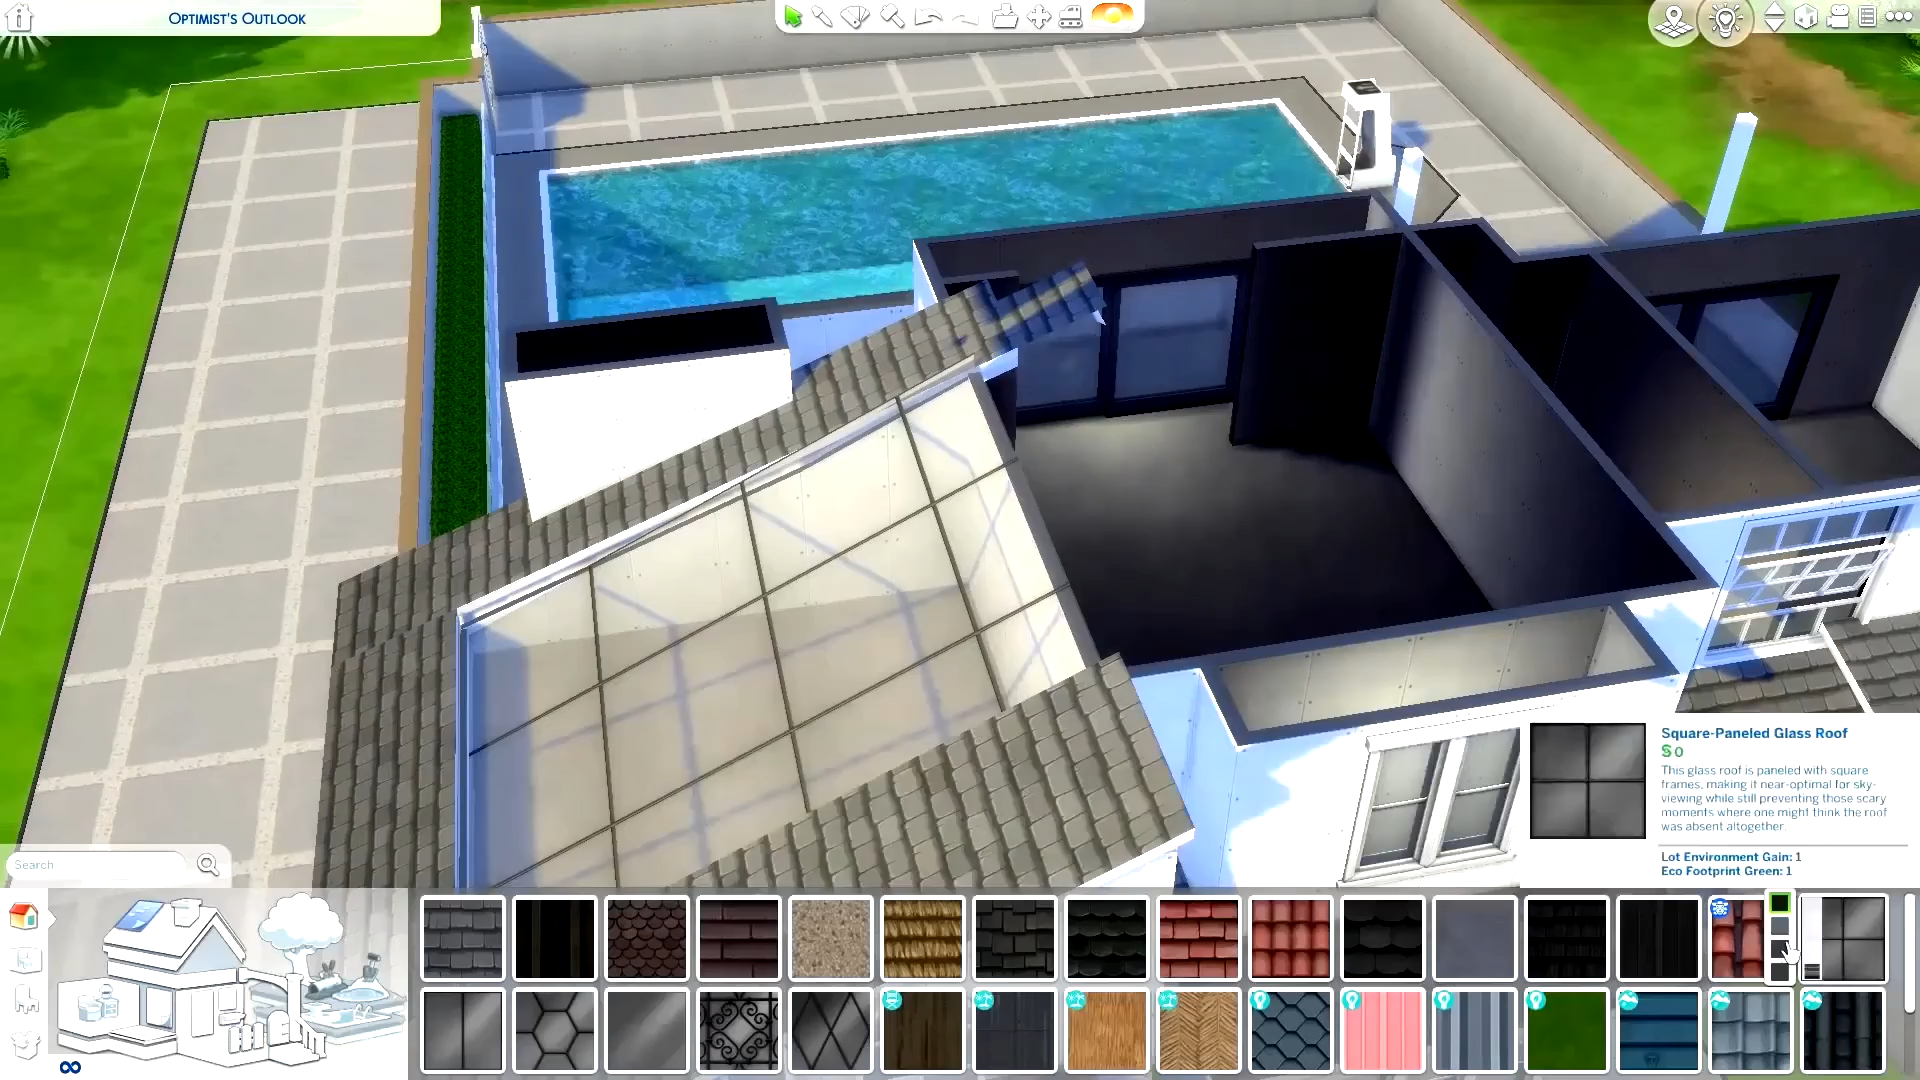 OPTIMIST'S OUTLOOK
Square-Paneled Glass Roof
§0
This glass roof is paneled with square
frames, making it near-optimal for sky-
viewing while still preventing those scary
moments where one might think the roof
was absent altogether.
Lot Environment Gain: 1
Eco Footprint Green: 1
Search